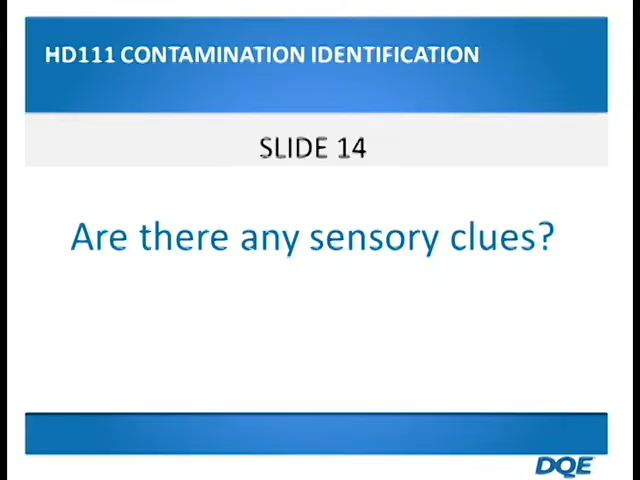 HD111 CONTAMINATION IDENTIFICATION
SLIDE 14
Are there any sensory clues?
DQE